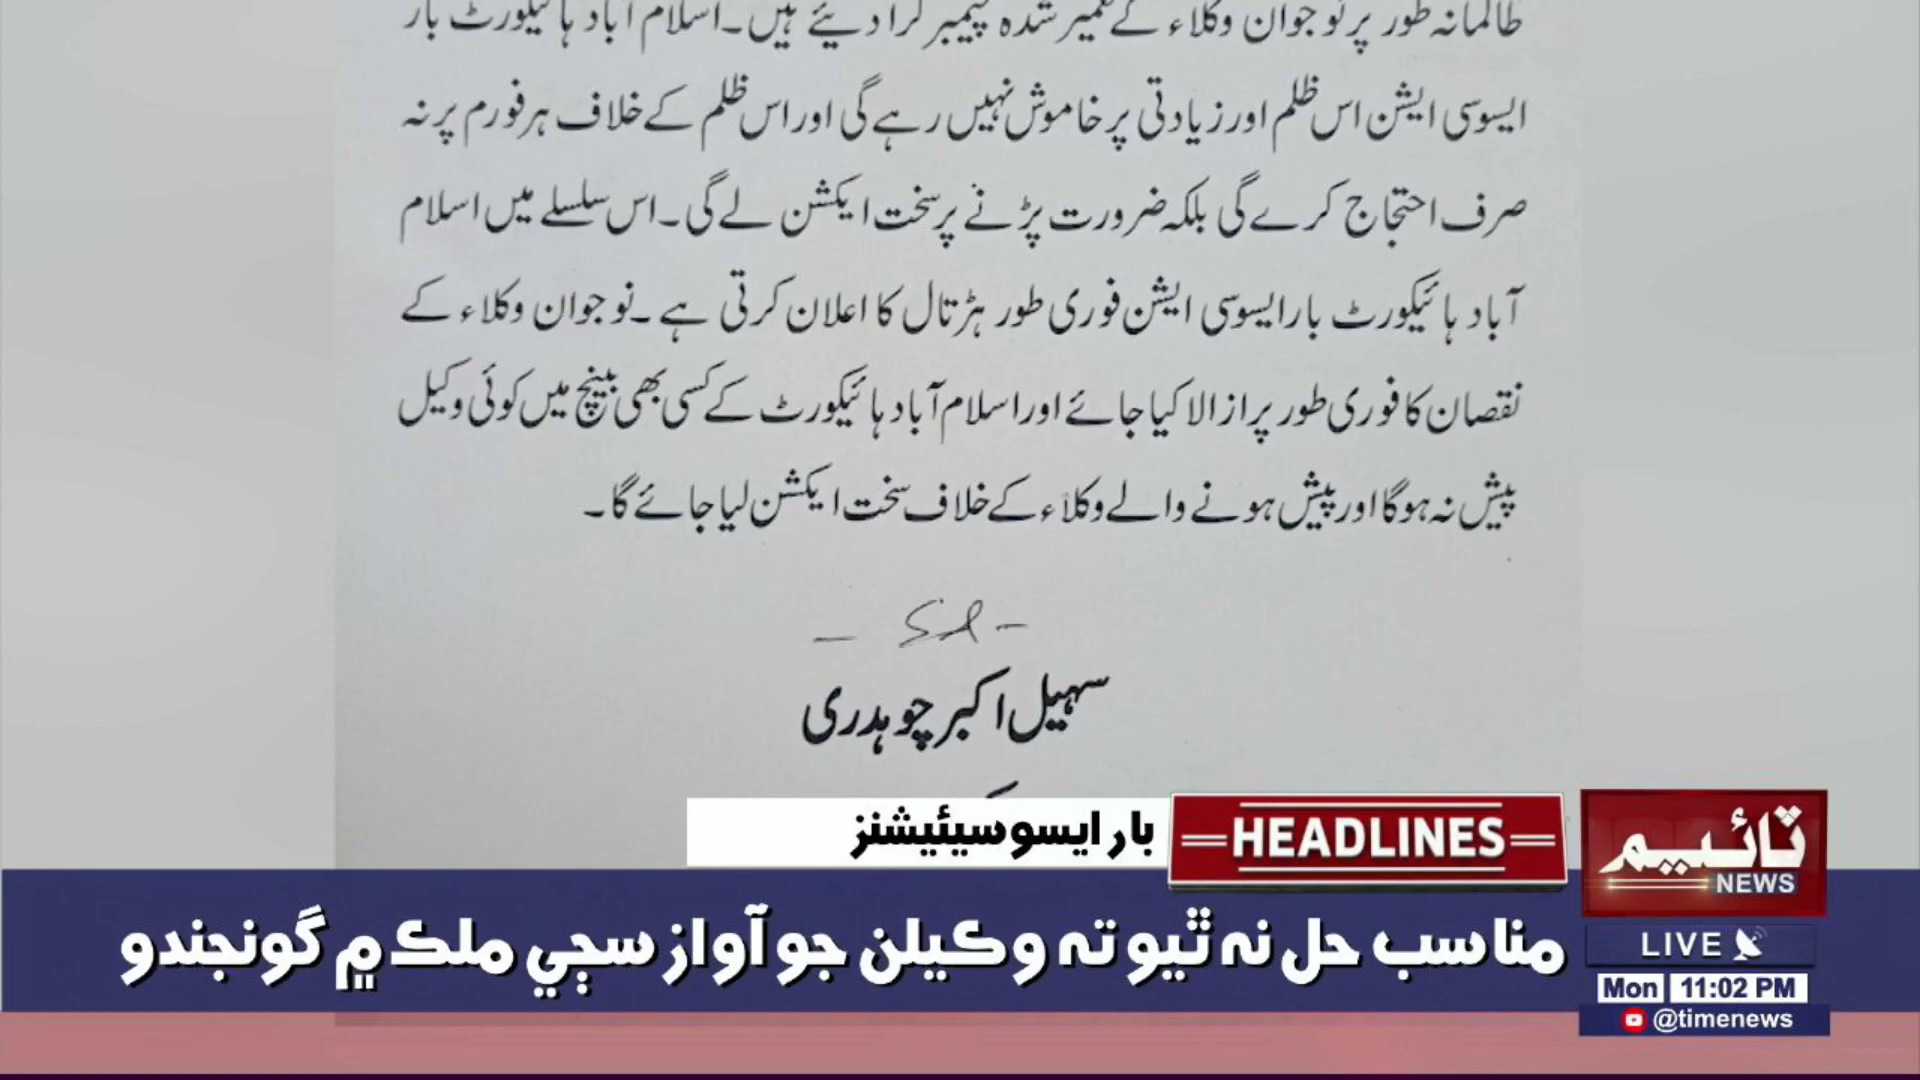 ظالمانہ طور پر نوجوان وکلاء کے تعمیر شدہ چیمبر گرا دیئے ہیں۔ اسلام آباد ہائیکورٹ بار
ایسوسی ایشن اس ظلم اور زیادتی پر خاموش نہیں رہے گی اور اس ظلم کے خلاف ہر فورم پر نہ
صرف احتجاج کرے گی بلکہ ضرورت پڑنے پر سخت ایکشن لے گی۔ اس سلسلے میں اسلام
آباد ہائیکورٹ بار ایسوسی ایشن فوری طور ہڑتال کا اعلان کرتی ہے۔ نوجوان وکلاء کے
نقصان کا فوری طور پر ازالا کیا جائے اور اسلام آباد ہائیکورٹ کے کسی بھی بینچ میں کوئی وکیل
پیش نہ ہوگا اور پیش ہونے والے وکلاء کے خلاف سخت ایکشن لیا جائے گا۔
سہیل اکبر چوہدری
بار ايسوسيئيشنز
HEADLINES
ٽائيم
NEWS
مناسب حل نہ ٿيو تہ وڪيلن جو آواز سڄي ملڪ ۾ گونجندو
LIVE
Mon 11:02 PM
@timenews